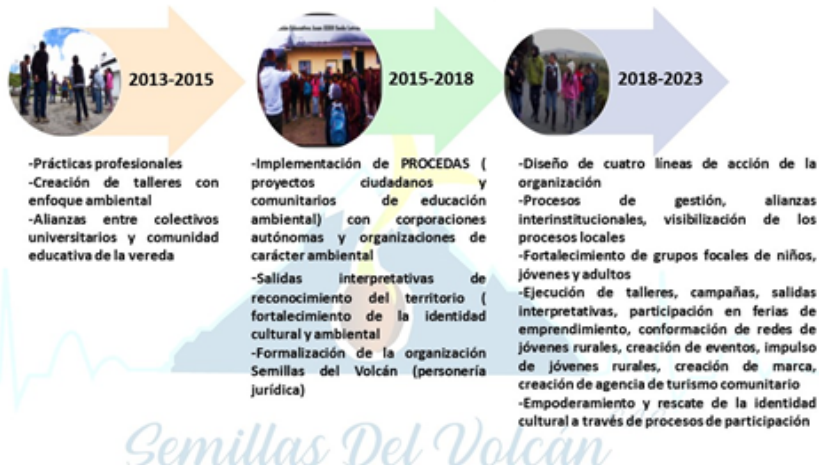 2013-2015
-Prácticas profesionales
-Creación de talleres con
enfoque ambiental
-Alianzas entre colectivos
universitarios y comunidad
educativa de la vereda
2015-2018
-Implementación de PROCEDAS (
proyectos ciudadanos y
comunitarios de educación
ambiental) con corporaciones
autónomas y organizaciones de
carácter ambiental
-Salidas interpretativas de
reconocimiento del territorio (
fortalecimiento de la identidad
cultural y ambiental
-Formalización de la organización
Semillas del Volcán (personería
jurídica)
2018-2023
-Diseño de cuatro líneas de acción de la
organización
-Procesos de gestión, alianzas
interinstitucionales, visibilización de los
procesos locales
-Fortalecimiento de grupos focales de niños,
jóvenes y adultos
-Ejecución de talleres, campañas, salidas
interpretativas, participación en ferias de
emprendimiento, conformación de redes de
jóvenes rurales, creación de eventos, impulso
de jóvenes rurales, creación de marca,
creación de agencia de turismo comunitario
-Empoderamiento y rescate de la identidad
cultural a través de procesos de participación
Semillas Del Volcán